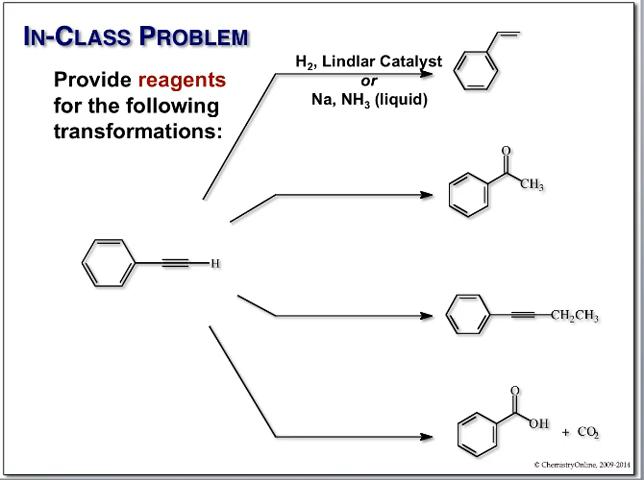 IN-CLASS PROBLEM
Provide reagents
for the following
transformations:
H₂, Lindlar Catalyst
or
Na, NH₃ (liquid)
O
CH₃
H
CH₂CH₃
O
OH
+ CO₂
© ChemistryOnline, 2009-2014